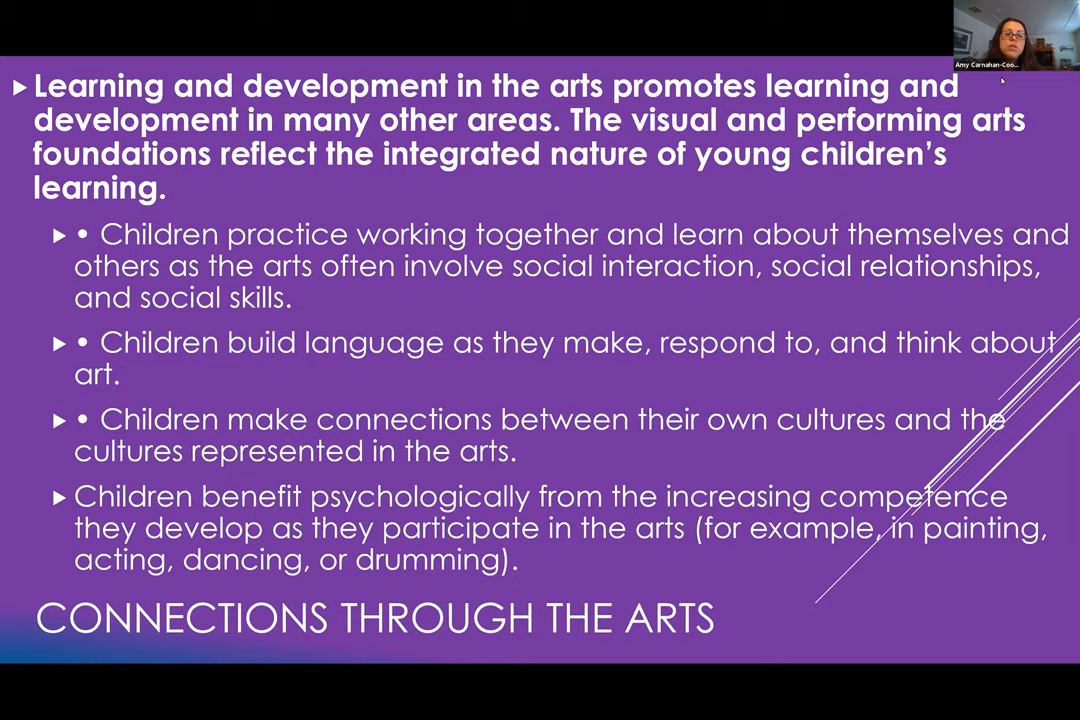 Amy Carnahan-Coo...
Learning and development in the arts promotes learning and
development in many other areas. The visual and performing arts
foundations reflect the integrated nature of young children's
learning.
• Children practice working together and learn about themselves and
others as the arts often involve social interaction, social relationships,
and social skills.
• Children build language as they make, respond to, and think about
art.
• Children make connections between their own cultures and the
cultures represented in the arts.
Children benefit psychologically from the increasing competence
they develop as they participate in the arts (for example, in painting,
acting, dancing, or drumming).
CONNECTIONS THROUGH THE ARTS